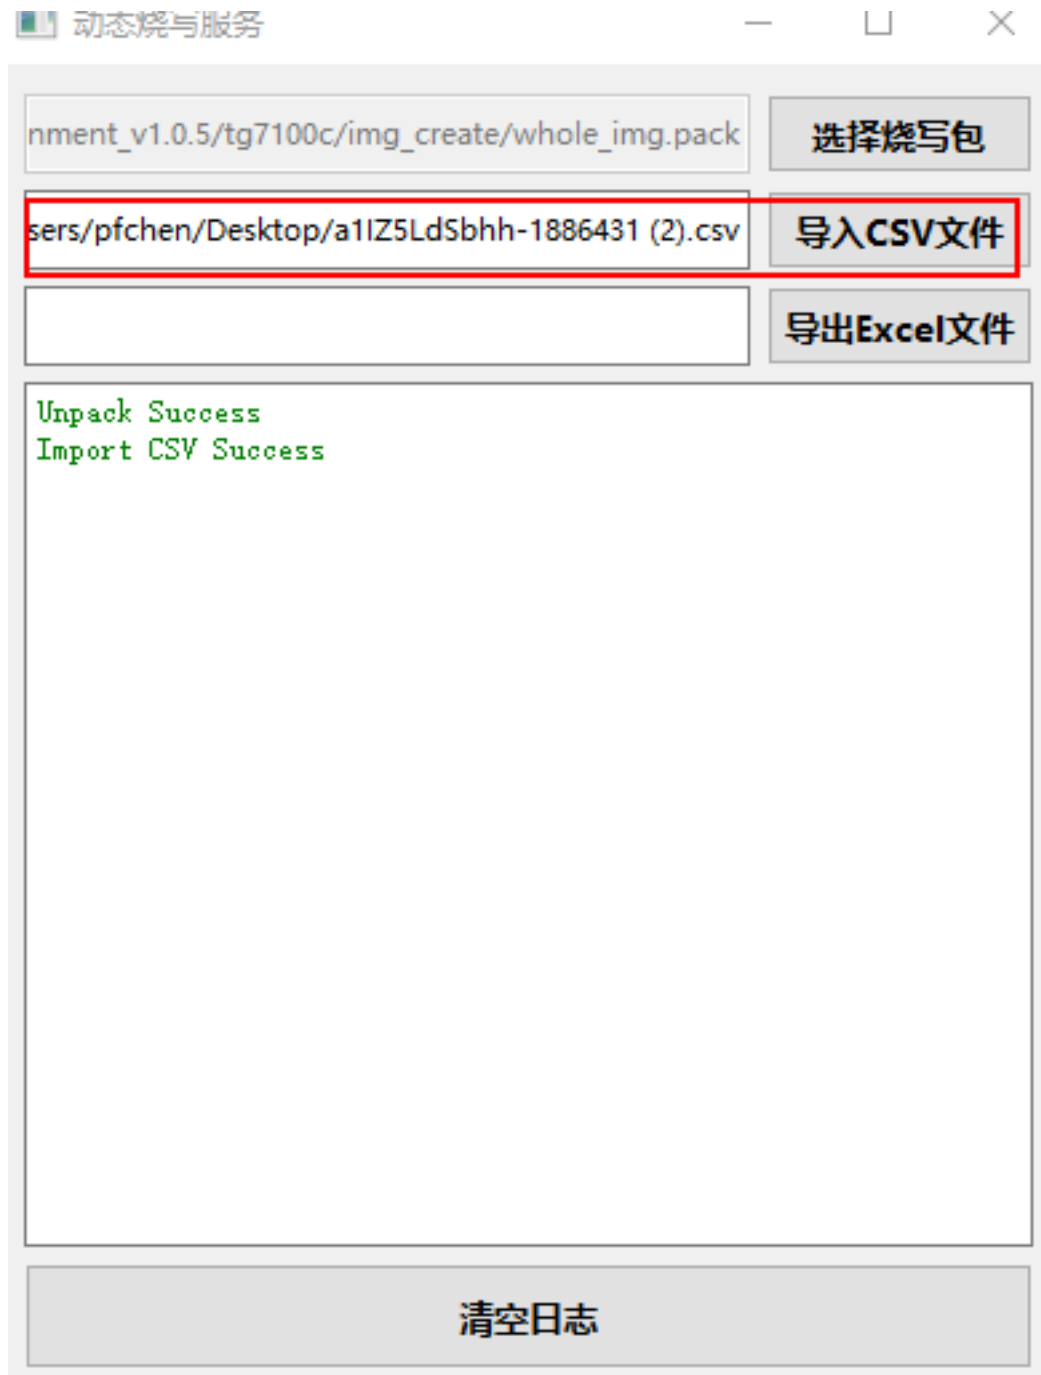 动态烧写服务
nment_v1.0.5/tg7100c/img_create/whole_img.pack 选择烧写包
sers/pfchen/Desktop/a1IZ5LdSbhh-1886431 (2).csv 导入CSV文件
导出Excel文件
Unpack Success
Import CSV Success
清空日志